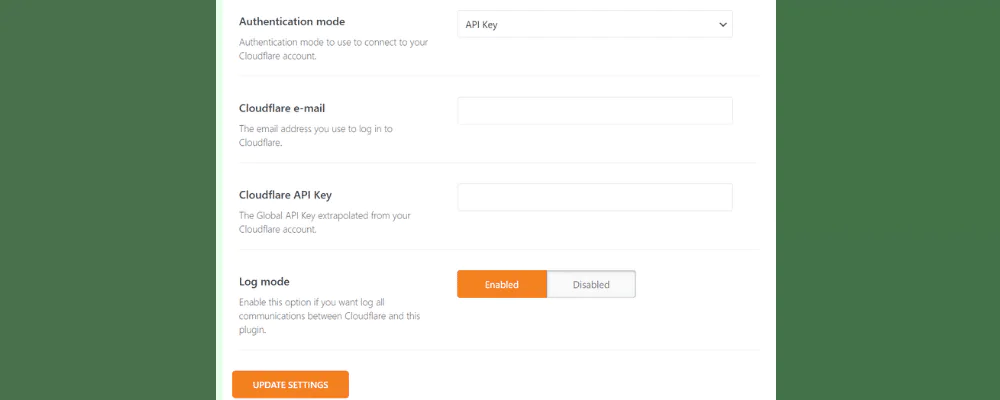 Authentication mode
API Key
Authentication mode to use to connect to your
Cloudflare account.
Cloudflare e-mail
The email address you use to log in to
Cloudflare.
Cloudflare API Key
The Global API Key extrapolated from your
Cloudflare account.
Log mode
Enabled
Disabled
Enable this option if you want log all
communications between Cloudflare and this
plugin.
UPDATE SETTINGS